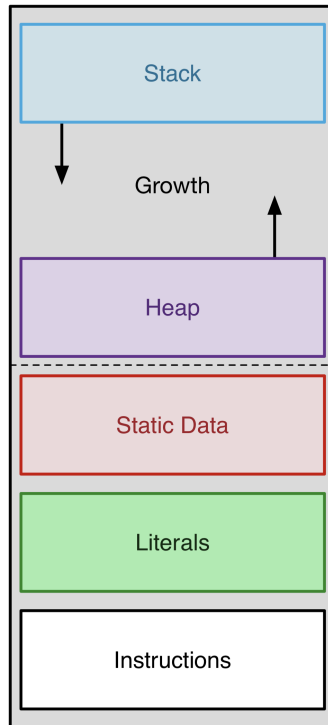 Stack
Growth
Heap
Static Data
Literals
Instructions